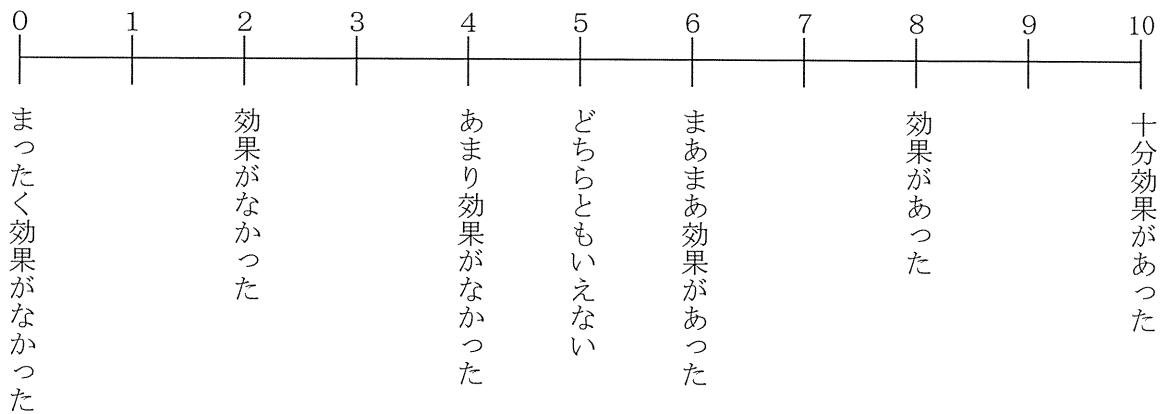 0 1 2 3 4 5 6 7 8 9 10
まったく効果がなかった
効果がなかった
あまり効果がなかった
どちらともいえない
まあまあ効果があった
効果があった
十分効果があった